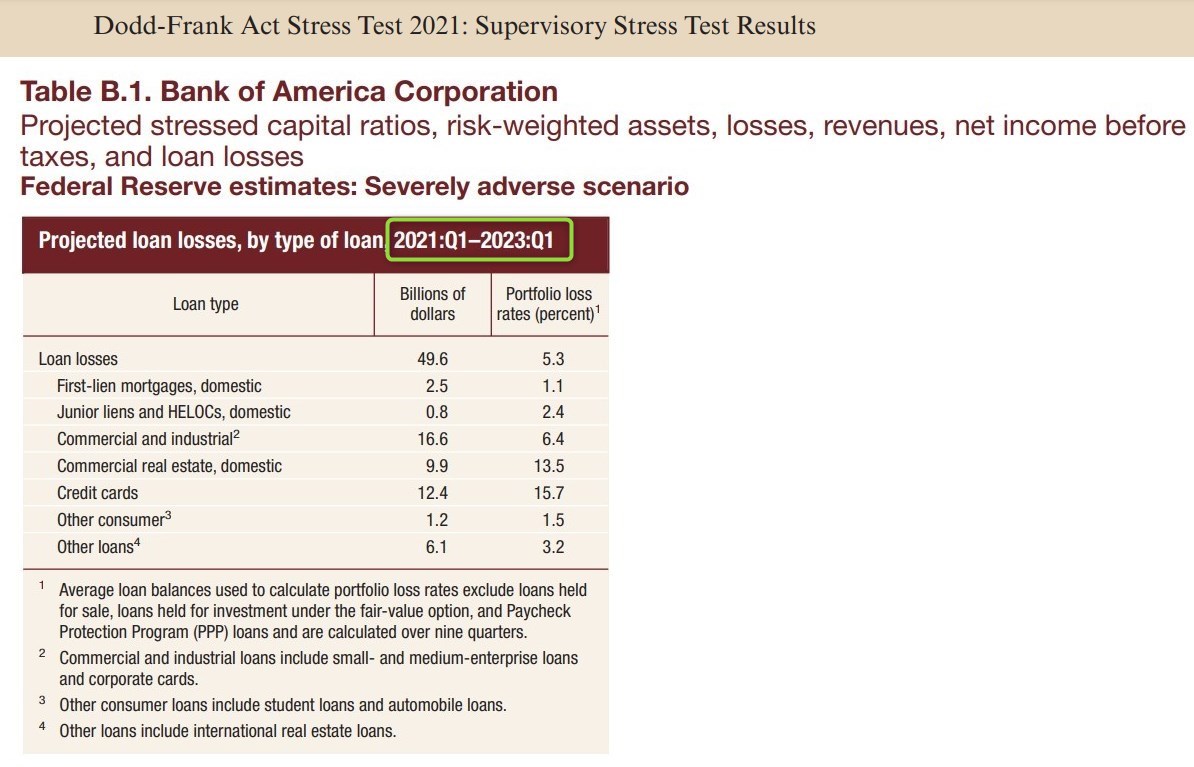 Dodd-Frank Act Stress Test 2021: Supervisory Stress Test Results
Table B.1. Bank of America Corporation
Projected stressed capital ratios, risk-weighted assets, losses, revenues, net income before
taxes, and loan losses
Federal Reserve estimates: Severely adverse scenario
Projected loan losses, by type of loan, 2021:Q1–2023:Q1
Loan type
Billions of
dollars
Portfolio loss
rates (percent)¹
Loan losses 49.6 5.3
First-lien mortgages, domestic 2.5 1.1
Junior liens and HELOCs, domestic 0.8 2.4
Commercial and industrial² 16.6 6.4
Commercial real estate, domestic 9.9 13.5
Credit cards 12.4 15.7
Other consumer³ 1.2 1.5
Other loans⁴ 6.1 3.2
¹ Average loan balances used to calculate portfolio loss rates exclude loans held
for sale, loans held for investment under the fair-value option, and Paycheck
Protection Program (PPP) loans and are calculated over nine quarters.
² Commercial and industrial loans include small- and medium-enterprise loans
and corporate cards.
³ Other consumer loans include student loans and automobile loans.
⁴ Other loans include international real estate loans.